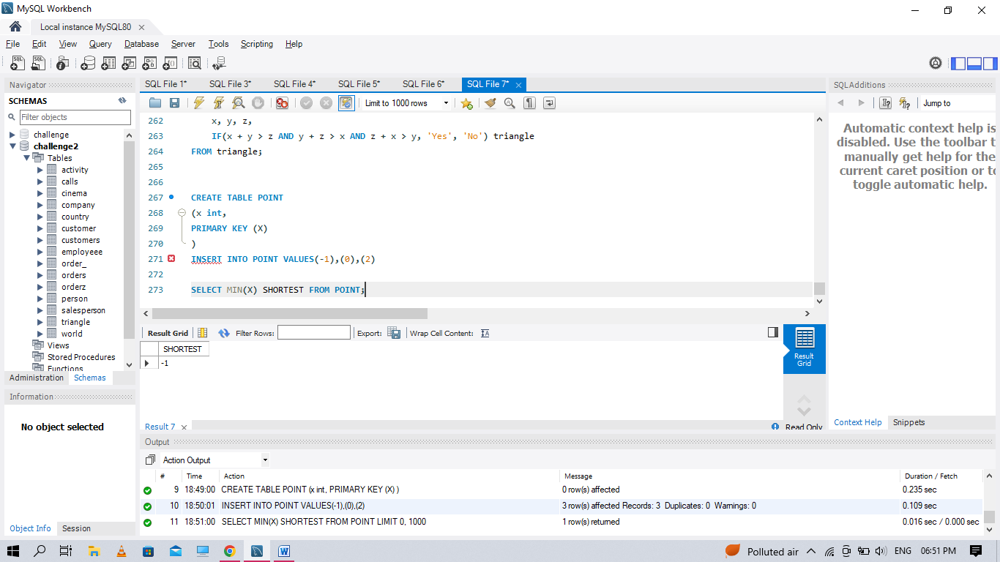 MySQL Workbench
Local instance MySQL80
File Edit View Query Database Server Tools Scripting Help
Navigator
SCHEMAS
Filter objects
challenge
challenge2
Tables
activity
calls
cinema
company
country
customer
customers
employeee
order_
orders
orderz
person
salesperson
triangle
world
Views
Stored Procedures
Functions
Administration Schemas
Information
No object selected
Object Info Session
SQL File 1* SQL File 3* SQL File 4* SQL File 5* SQL File 6* SQL File 7*
Limit to 1000 rows
262 x, y, z,
263 IF(x + y > z AND y + z > x AND z + x > y, 'Yes', 'No') triangle
264 FROM triangle;
265
266
267 CREATE TABLE POINT
268 (x int,
269 PRIMARY KEY (X)
270 )
271 INSERT INTO POINT VALUES(-1),(0),(2)
272
273 SELECT MIN(X) SHORTEST FROM POINT;
Result Grid Filter Rows: Export: Wrap Cell Content:
SHORTEST
-1
Result
Grid
Result 7 Read Only
Output
Action Output
# Time Action Message Duration / Fetch
9 18:49:00 CREATE TABLE POINT (x int, PRIMARY KEY (X) ) 0 row(s) affected 0.235 sec
10 18:50:01 INSERT INTO POINT VALUES(-1),(0),(2) 3 row(s) affected Records: 3 Duplicates: 0 Warnings: 0 0.109 sec
11 18:51:00 SELECT MIN(X) SHORTEST FROM POINT LIMIT 0, 1000 1 row(s) returned 0.016 sec / 0.000 sec
SQLAdditions
Jump to
Automatic context help is
disabled. Use the toolbar t
manually get help for the
current caret position or to
toggle automatic help.
Context Help Snippets
Polluted air ENG 06:51 PM